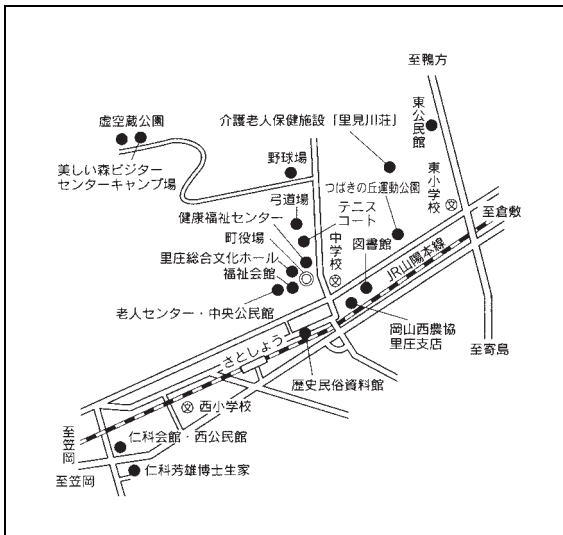 至鴨方
東公民館
虚空蔵公園
介護老人保健施設「里見川荘」
野球場
美しい森ビジター
センターキャンプ場
つばきの丘運動公園
東小学校
弓道場
テニス
コート
至倉敷
健康福祉センター
中学校
町役場
図書館
JR山陽本線
里庄総合文化ホール
福祉会館
老人センター・中央公民館
岡山西農協
里庄支店
至寄島
さとしょう
歴史民俗資料館
西小学校
至笠岡
仁科会館・西公民館
至笠岡
仁科芳雄博士生家